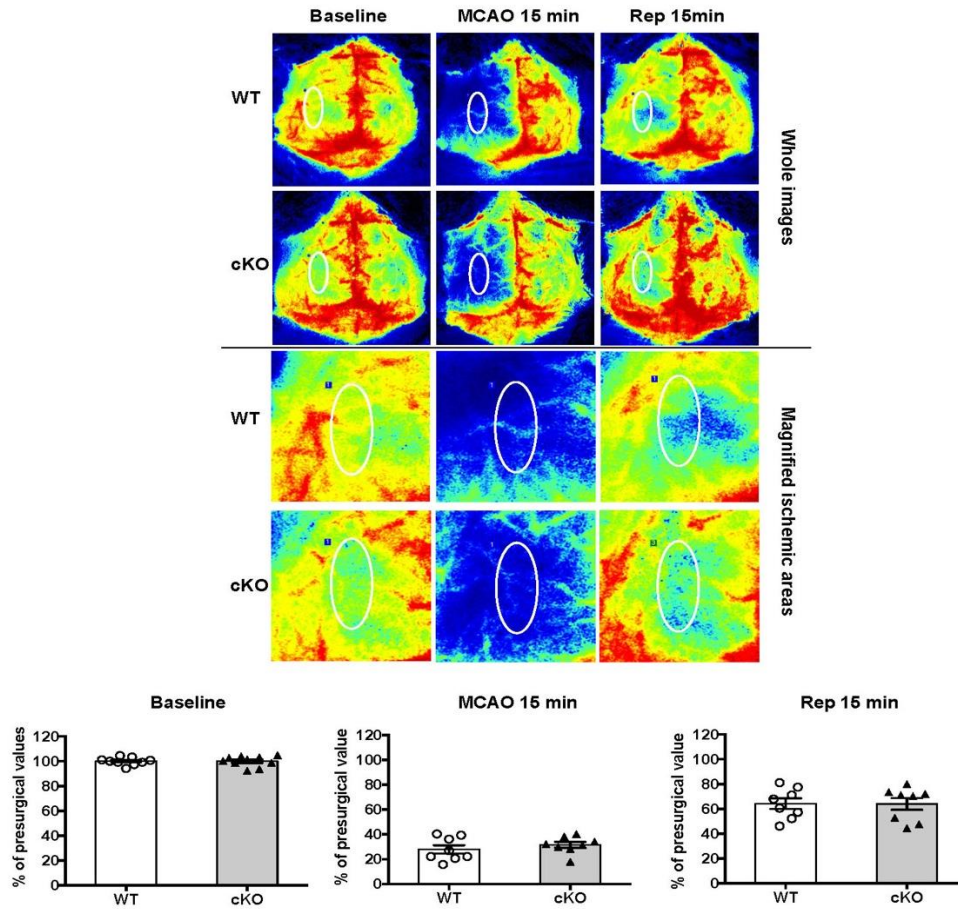 Baseline MCAO 15 min Rep 15min
WT
cKO
Whole images
WT
cKO
Magnified ischemic areas
Baseline
% of presurgical values
120
100
80
60
40
20
0
WT cKO
MCAO 15 min
% of presurgical value
120
100
80
60
40
20
0
WT cKO
Rep 15 min
% of presurgical value
120
100
80
60
40
20
0
WT cKO